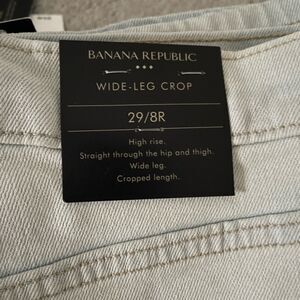 BANANA REPUBLIC
WIDE-LEG CROP
29/8R
High rise.
Straight through the hip and thigh.
Wide leg.
Cropped length.